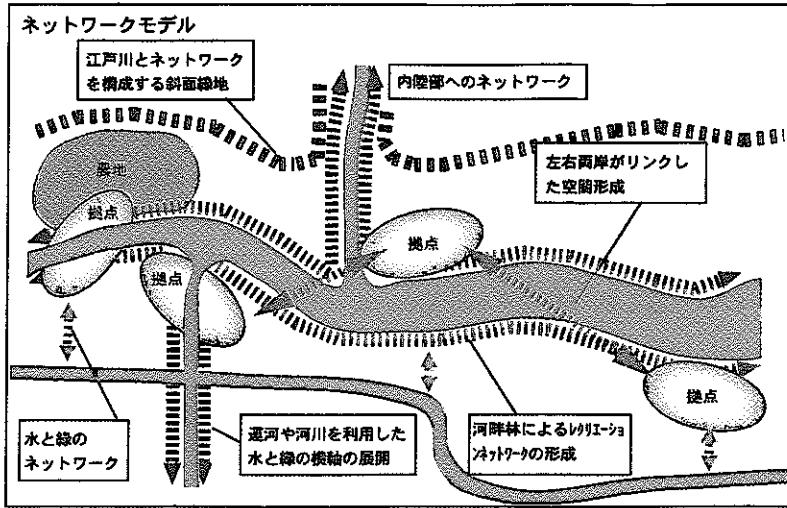 ネットワークモデル
江戸川とネットワーク
を構成する斜面緑地
内陸部へのネットワーク
左右両岸がリンクし
た空間形成
農地
拠点
拠点
拠点
拠点
水と緑の
ネットワーク
運河や河川を利用した
水と緑の横軸の展開
河畔林によるレクリエーショ
ンネットワークの形成